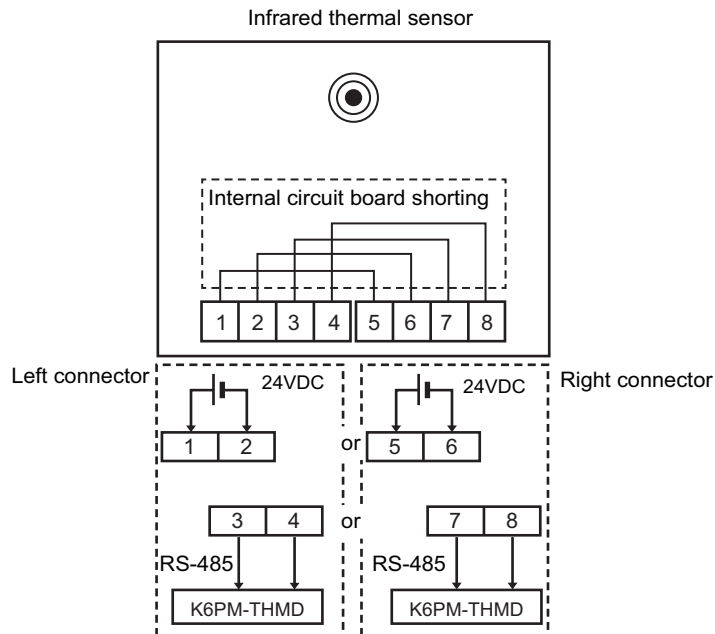 Infrared thermal sensor
Internal circuit board shorting
1 2 3 4 5 6 7 8
Left connector
24VDC
24VDC
Right connector
1 2
or
5 6
3 4
or
7 8
RS-485
RS-485
K6PM-THMD
K6PM-THMD